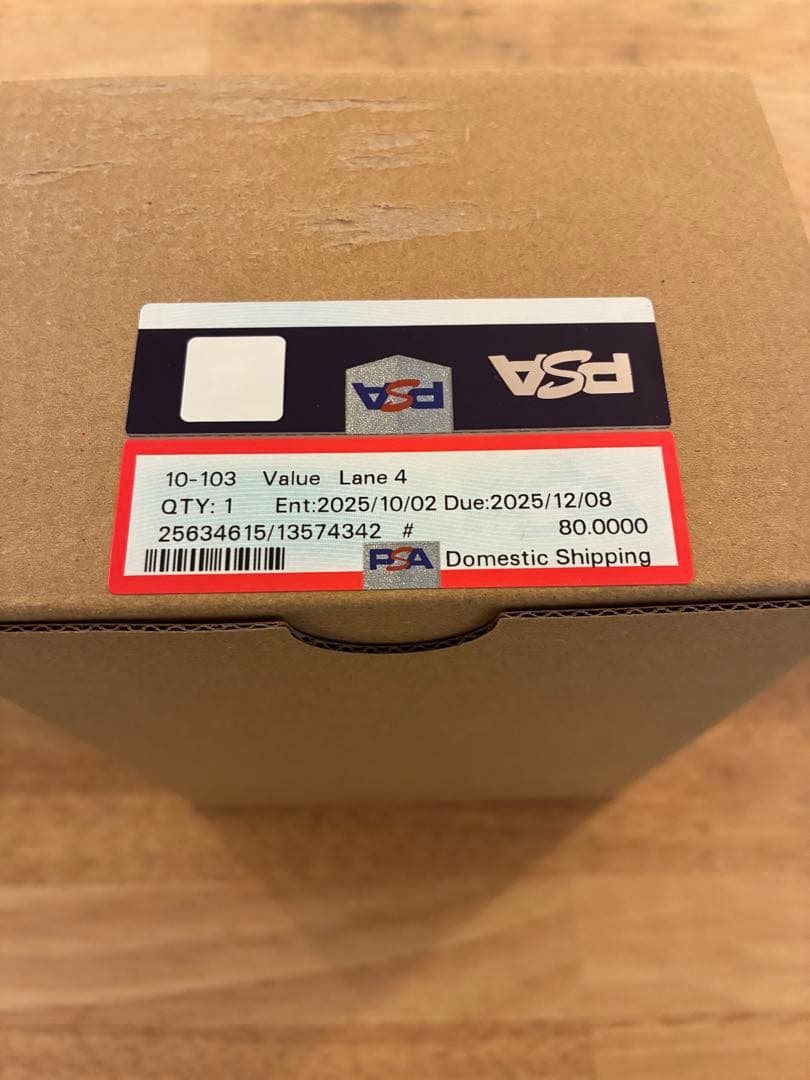 PSA
PSA
10-103 Value Lane 4
QTY: 1 Ent:2025/10/02 Due:2025/12/08
25634615/13574342 # 80.0000
PSA Domestic Shipping